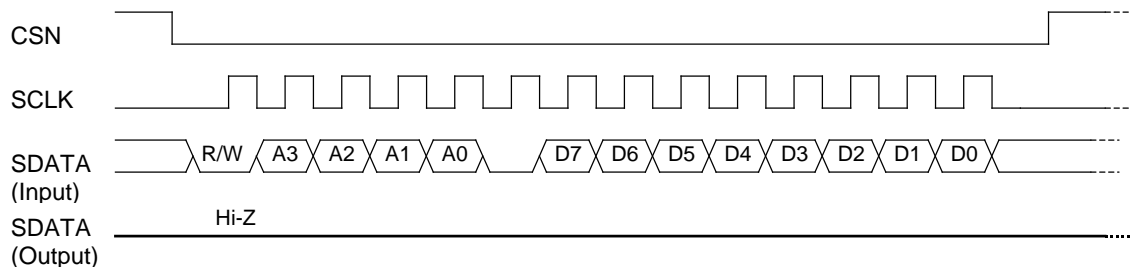 CSN
SCLK
SDATA
(Input)
R/W A3 A2 A1 A0 D7 D6 D5 D4 D3 D2 D1 D0
SDATA
(Output)
Hi-Z